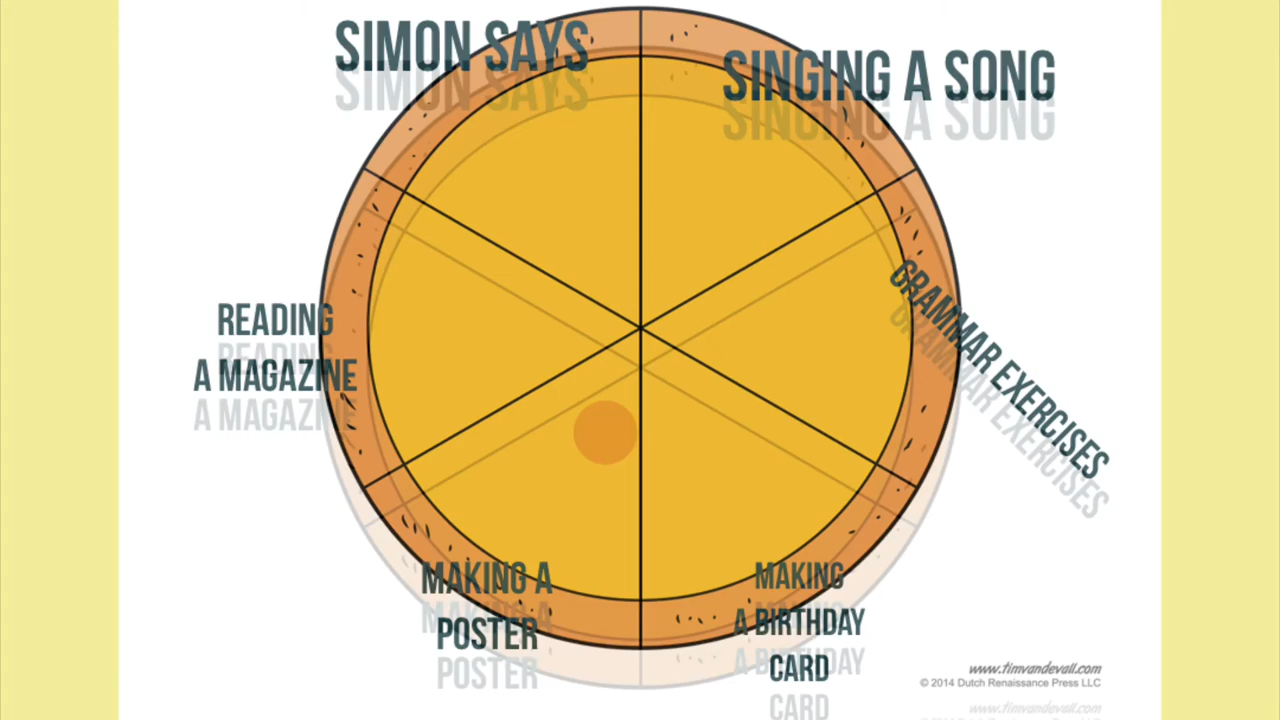 SIMON SAYS
SINGING A SONG
GRAMMAR EXERCISES
READING
A MAGAZINE
MAKING A
POSTER
MAKING
A BIRTHDAY
CARD
www.timvandevall.com
© 2014 Dutch Renaissance Press LLC